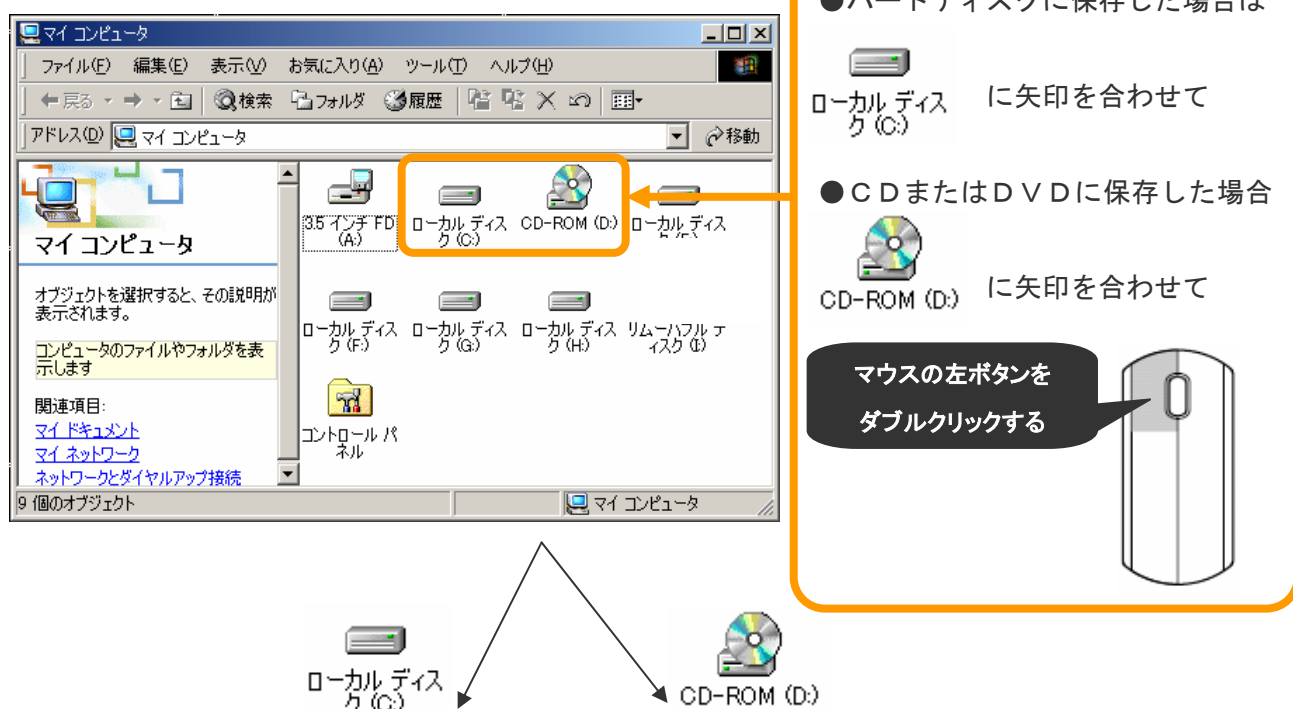 ●ハードディスクに保存した場合は
マイ コンピュータ
ファイル(F) 編集(E) 表示(V) お気に入り(A) ツール(T) ヘルプ(H)
戻る 検索 フォルダ 履歴
アドレス(D) マイ コンピュータ 移動
マイ コンピュータ
オブジェクトを選択すると、その説明が
表示されます。
コンピュータのファイルやフォルダを表
示します
関連項目:
マイ ドキュメント
マイ ネットワーク
ネットワークとダイヤルアップ接続
3.5 インチ FD
(A:)
ローカル ディス
ク (C:)
CD-ROM (D:)
ローカル ディス
ローカル ディス
ク (F:)
ローカル ディス
ク (G:)
ローカル ディス
ク (H:)
リムーバブル デ
ィスク (I:)
コントロール パ
ネル
9 個のオブジェクト
マイ コンピュータ
ローカル ディス
ク (C:)
に矢印を合わせて
●ＣＤまたはＤＶＤに保存した場合
CD-ROM (D:)
に矢印を合わせて
マウスの左ボタンを
ダブルクリックする
ローカル ディス
ク (C:)
CD-ROM (D:)